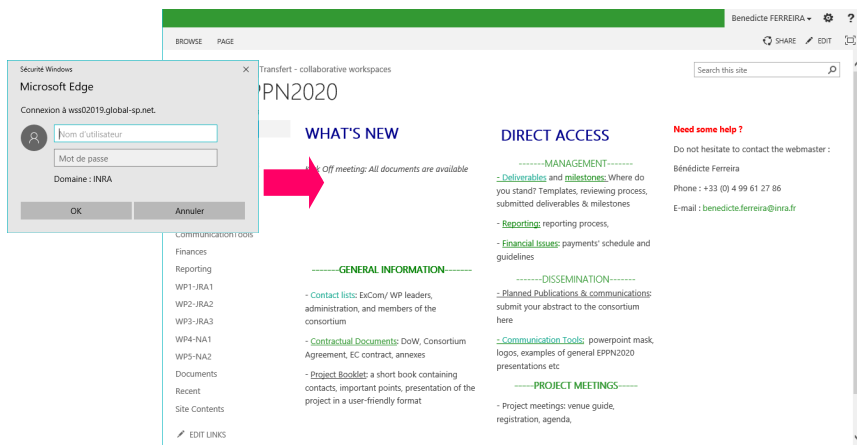 Benedicte FERREIRA
?
BROWSE PAGE
SHARE EDIT
Sécurité Windows
Microsoft Edge
Connexion à wss02019.global-sp.net.
Nom d'utilisateur
Mot de passe
Domaine : INRA
OK Annuler
Transfert - collaborative workspaces
PPN2020
Search this site
CommunicationTools
Finances
Reporting
WP1-JRA1
WP2-JRA2
WP3-JRA3
WP4-NA1
WP5-NA2
Documents
Recent
Site Contents
EDIT LINKS
WHAT'S NEW
Off meeting: All documents are available
-------GENERAL INFORMATION-------
- Contact lists: ExCom/ WP leaders,
administration, and members of the
consortium
- Contractual Documents: DoW, Consortium
Agreement, EC contract, annexes
- Project Booklet: a short book containing
contacts, important points, presentation of the
project in a user-friendly format
DIRECT ACCESS
-------MANAGEMENT-------
- Deliverables and milestones: Where do
you stand? Templates, reviewing process,
submitted deliverables & milestones
- Reporting: reporting process,
- Financial Issues: payments' schedule and
guidelines
------DISSEMINATION-------
- Planned Publications & communications:
submit your abstract to the consortium
here
- Communication Tools: powerpoint mask,
logos, examples of general EPPN2020
presentations etc
-----PROJECT MEETINGS-----
- Project meetings: venue guide,
registration, agenda,
Need some help ?
Do not hesitate to contact the webmaster :
Bénédicte Ferreira
Phone : +33 (0) 4 99 61 27 86
E-mail : benedicte.ferreira@inra.fr